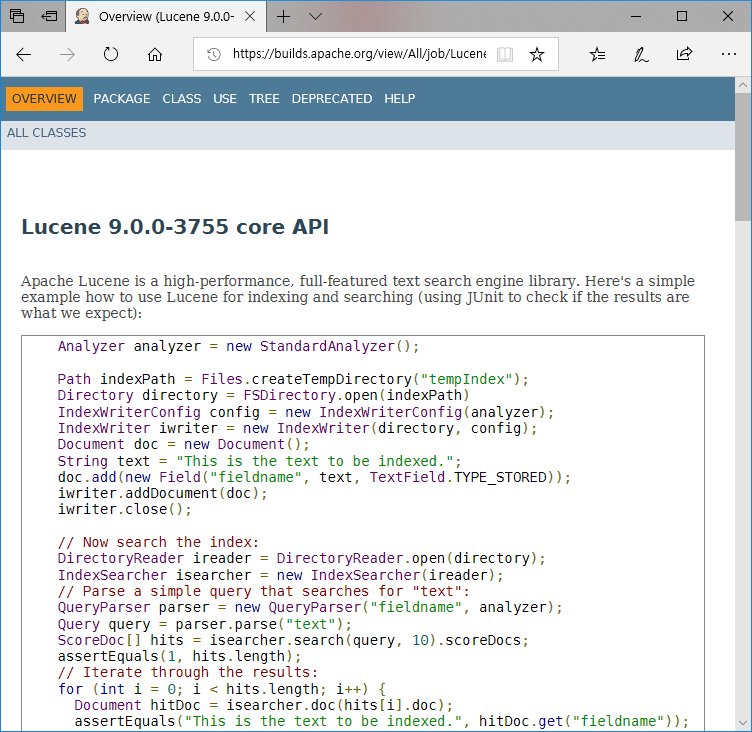 Overview (Lucene 9.0.0-
https://builds.apache.org/view/All/job/Lucene
OVERVIEW PACKAGE CLASS USE TREE DEPRECATED HELP
ALL CLASSES
Lucene 9.0.0-3755 core API
Apache Lucene is a high-performance, full-featured text search engine library. Here's a simple
example how to use Lucene for indexing and searching (using JUnit to check if the results are
what we expect):
Analyzer analyzer = new StandardAnalyzer();
Path indexPath = Files.createTempDirectory("tempIndex");
Directory directory = FSDirectory.open(indexPath)
IndexWriterConfig config = new IndexWriterConfig(analyzer);
IndexWriter iwriter = new IndexWriter(directory, config);
Document doc = new Document();
String text = "This is the text to be indexed.";
doc.add(new Field("fieldname", text, TextField.TYPE_STORED));
iwriter.addDocument(doc);
iwriter.close();
// Now search the index:
DirectoryReader ireader = DirectoryReader.open(directory);
IndexSearcher isearcher = new IndexSearcher(ireader);
// Parse a simple query that searches for "text":
QueryParser parser = new QueryParser("fieldname", analyzer);
Query query = parser.parse("text");
ScoreDoc[] hits = isearcher.search(query, 10).scoreDocs;
assertEquals(1, hits.length);
// Iterate through the results:
for (int i = 0; i < hits.length; i++) {
Document hitDoc = isearcher.doc(hits[i].doc);
assertEquals("This is the text to be indexed.", hitDoc.get("fieldname"));